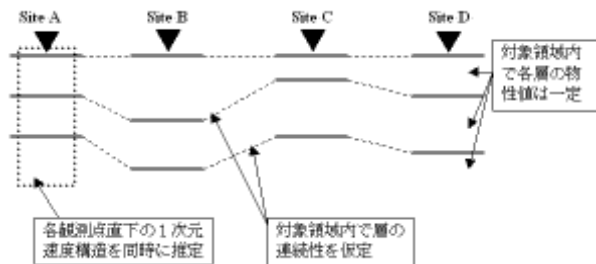 Site A
Site B
Site C
Site D
対象領域内
で各層の物
性値は一定
各観測点直下の1次元
速度構造を同時に推定
対象領域内で層の
連続性を仮定